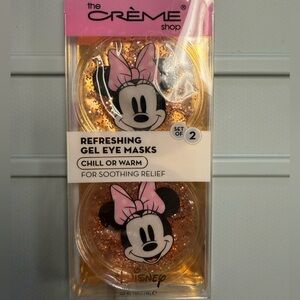 the
CRÈME®
shop
REFRESHING
GEL EYE MASKS
SET OF 2
CHILL OR WARM
FOR SOOTHING RELIEF
DISNEY